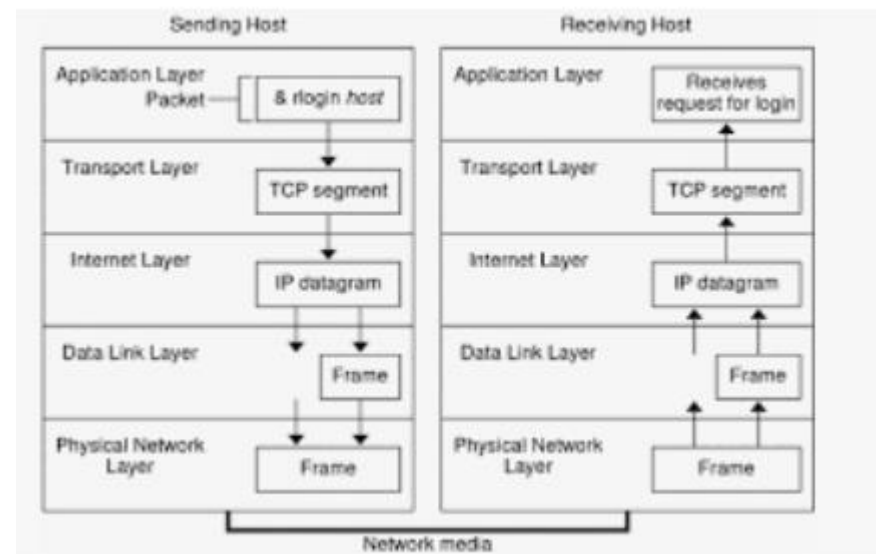 Sending Host
Receiving Host
Application Layer
Packet
& rlogin host
Application Layer
Receives
request for login
Transport Layer
TCP segment
Transport Layer
TCP segment
Internet Layer
IP datagram
Internet Layer
IP datagram
Data Link Layer
Frame
Data Link Layer
Frame
Physical Network
Layer
Frame
Physical Network
Layer
Frame
Network media